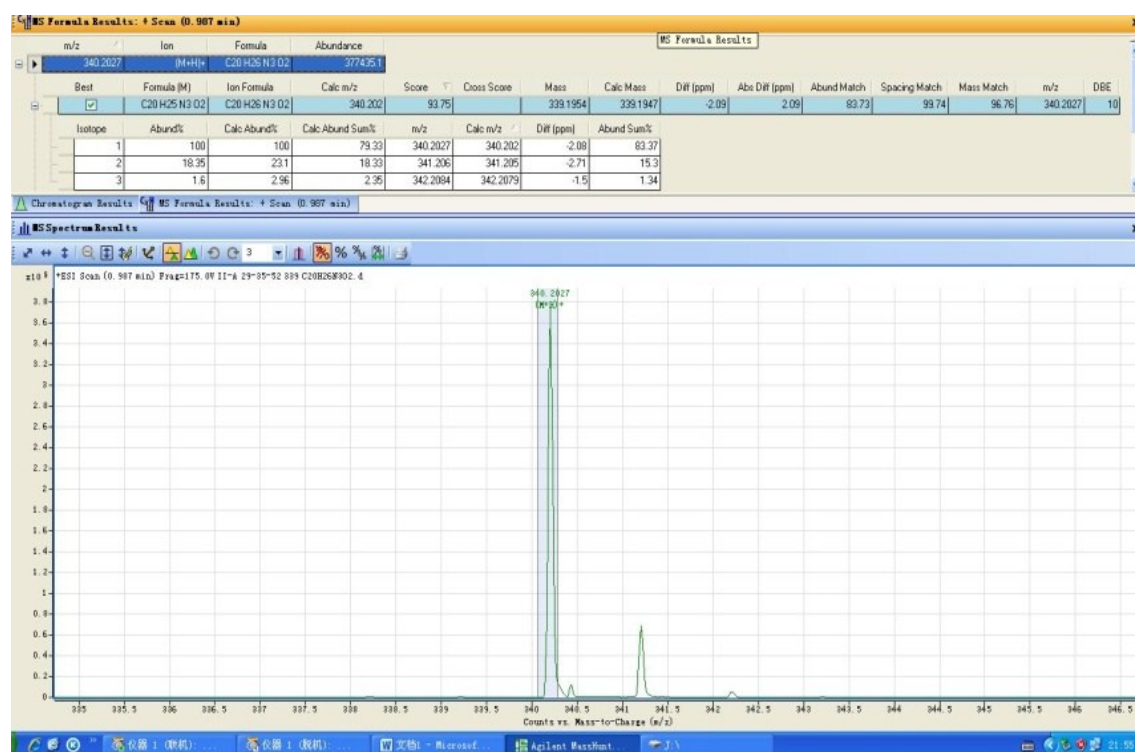 MS Formula Results: + Scan (0.987 min)
MS Formula Results
m/z Ion Formula Abundance
340.2027 (M+H)+ C20 H26 N3 O2 377435.1
Best Formula (M) Ion Formula Calc m/z Score Cross Score Mass Calc Mass Diff (ppm) Abs Diff (ppm) Abund Match Spacing Match Mass Match m/z DBE
C20 H25 N3 O2 C20 H26 N3 O2 340.202 93.75 339.1954 339.1947 -2.09 2.09 83.73 99.74 96.76 340.2027 10
Isotope Abund% Calc Abund% Calc Abund Sum% m/z Calc m/z Diff (ppm) Abund Sum%
1 100 100 79.33 340.2027 340.202 -2.08 83.37
2 18.35 23.1 18.33 341.206 341.205 -2.71 15.3
3 1.6 2.96 2.35 342.2084 342.2079 -1.5 1.34
Chromatogram Results MS Formula Results: + Scan (0.987 min)
MS Spectrum Results
3
x10 5 +ESI Scan (0.987 min) Frag=175.0V II-A 29-35-52 339 C20H26N3O2.d
340.2027
(M+H)+
3.8
3.6
3.4
3.2
3
2.8
2.6
2.4
2.2
2
1.8
1.6
1.4
1.2
1
0.8
0.6
0.4
0.2
0
335 335.5 336 336.5 337 337.5 338 338.5 339 339.5 340 340.5 341 341.5 342 342.5 343 343.5 344 344.5 345 345.5 346 346.5
Counts vs. Mass-to-Charge (m/z)
仪器 1 (联机): ... 仪器 1 (脱机): ... 文档1 - Microsof... Agilent MassHunt... J:\ 21:55